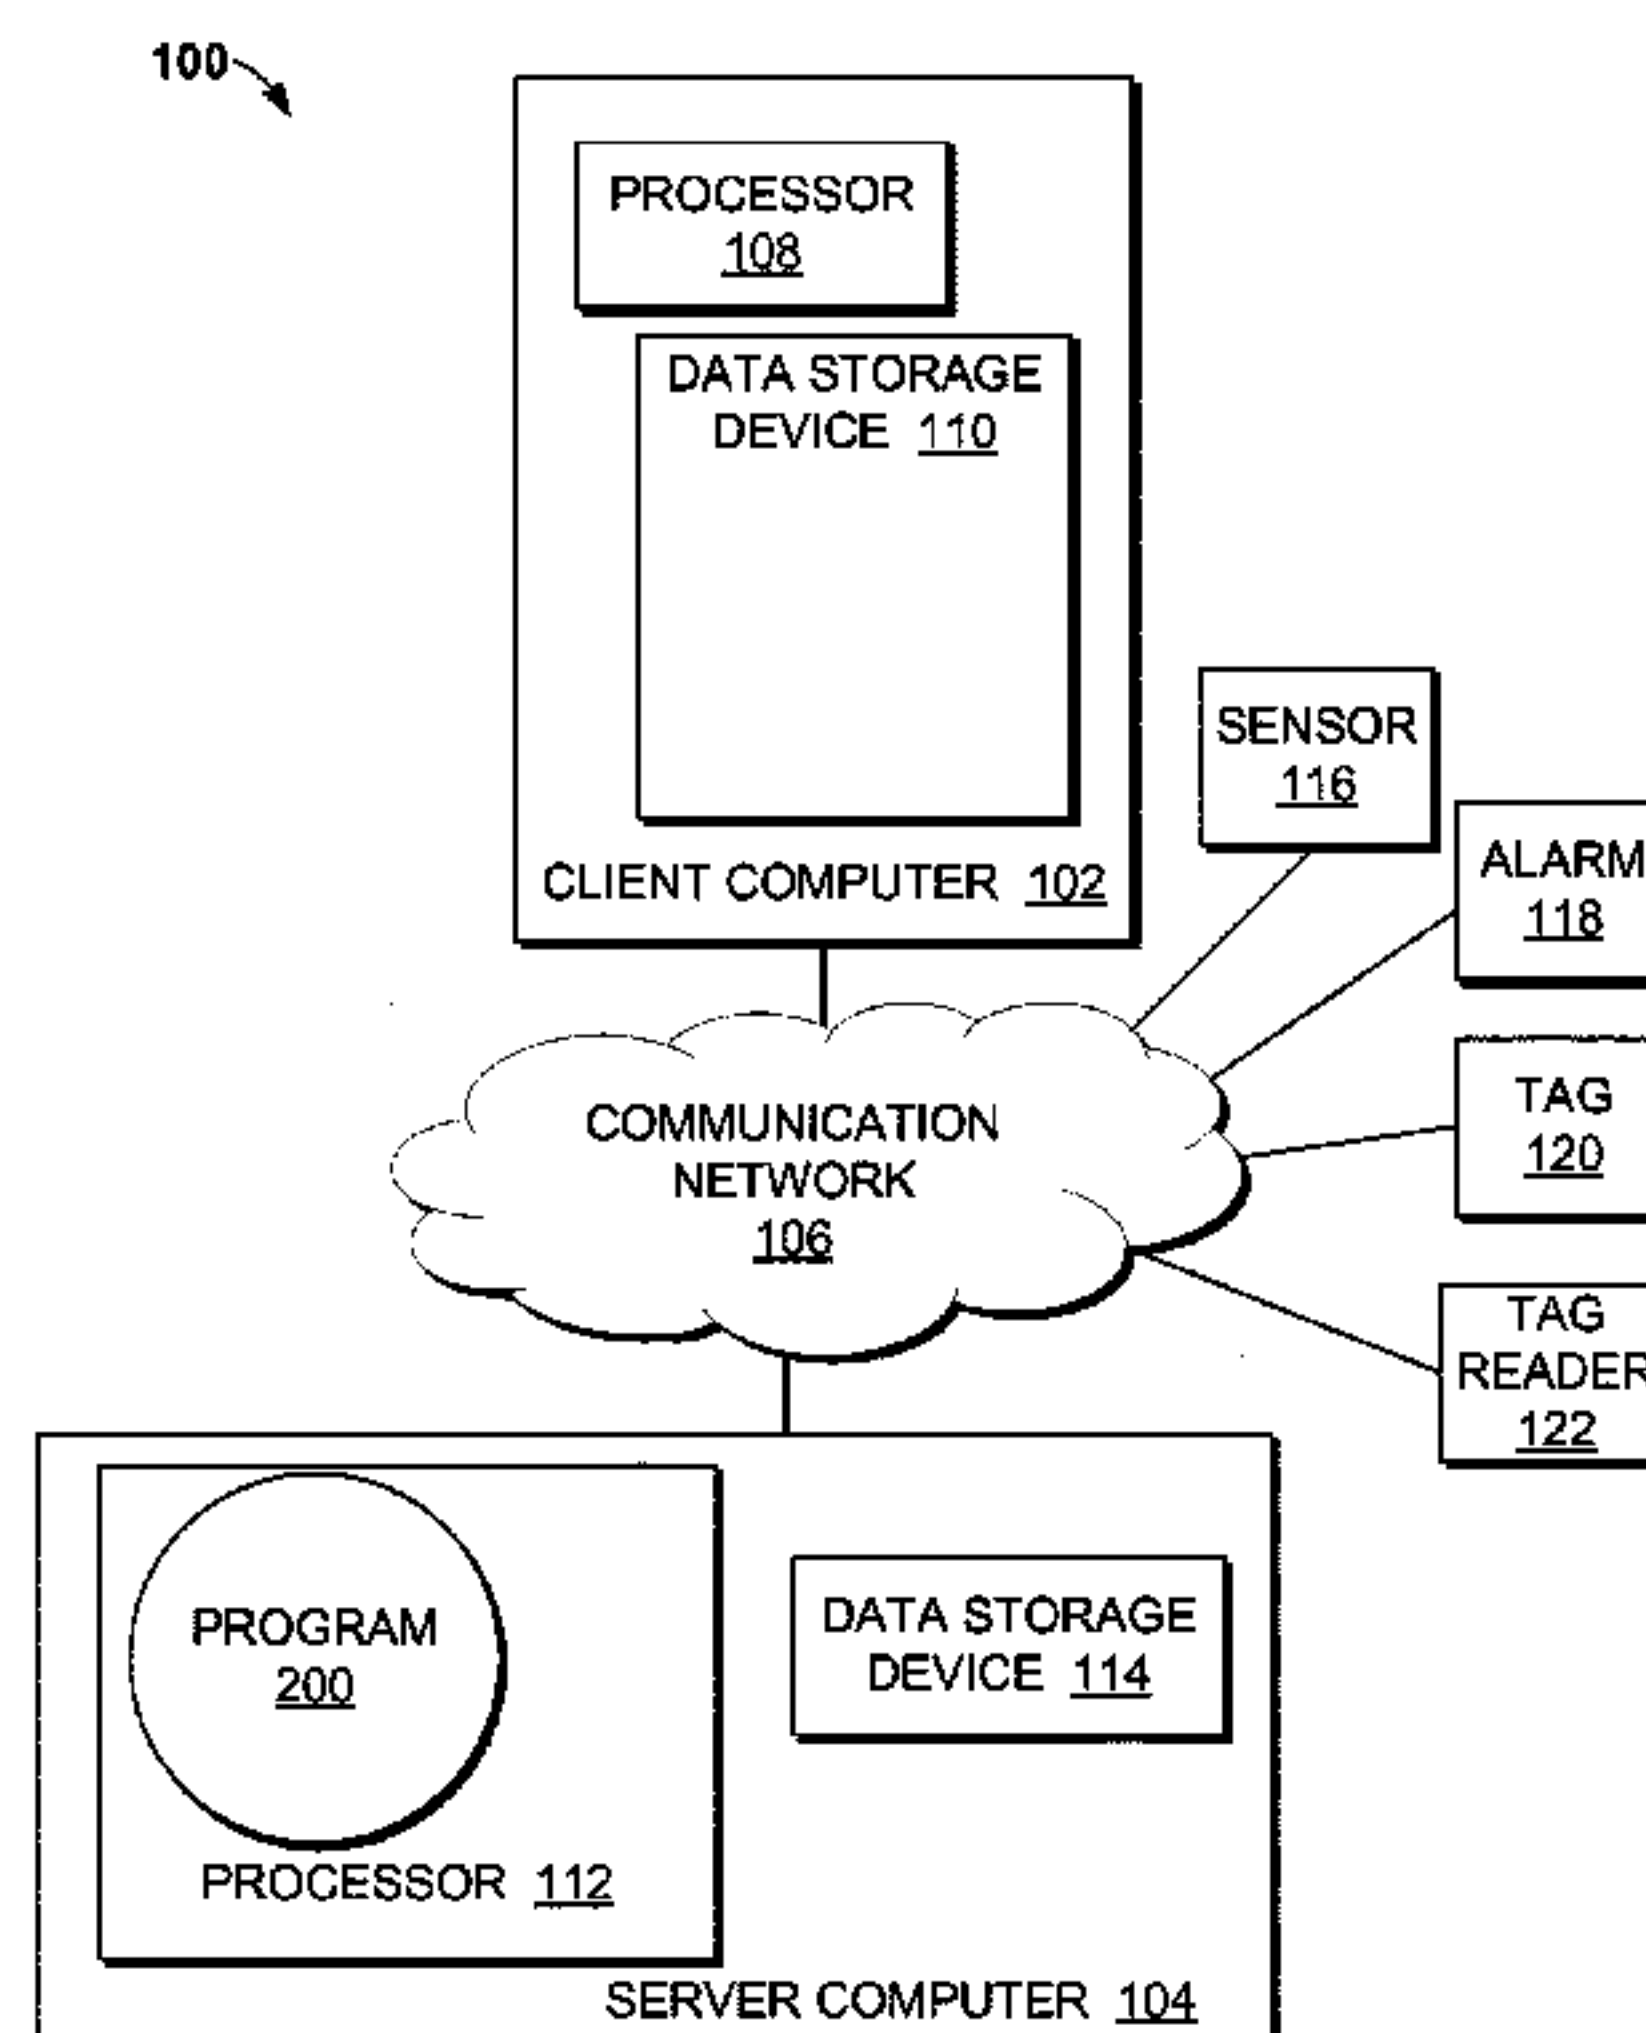 100
PROCESSOR
108
DATA STORAGE
DEVICE 110
CLIENT COMPUTER 102
SENSOR
116
ALARM
118
COMMUNICATION
NETWORK
106
TAG
120
TAG
READER
122
PROGRAM
200
PROCESSOR 112
DATA STORAGE
DEVICE 114
SERVER COMPUTER 104